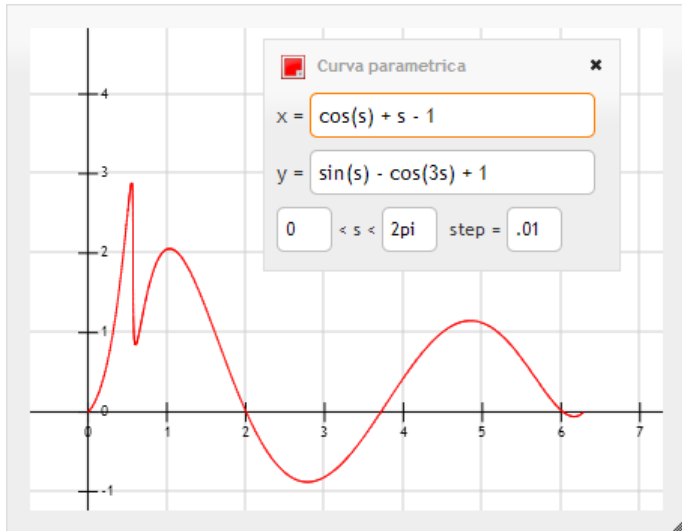 Curva parametrica ✖
x = cos(s) + s - 1
y = sin(s) - cos(3s) + 1
0 < s < 2pi step = .01
4
3
2
1
0
-1
0 1 2 3 4 5 6 7